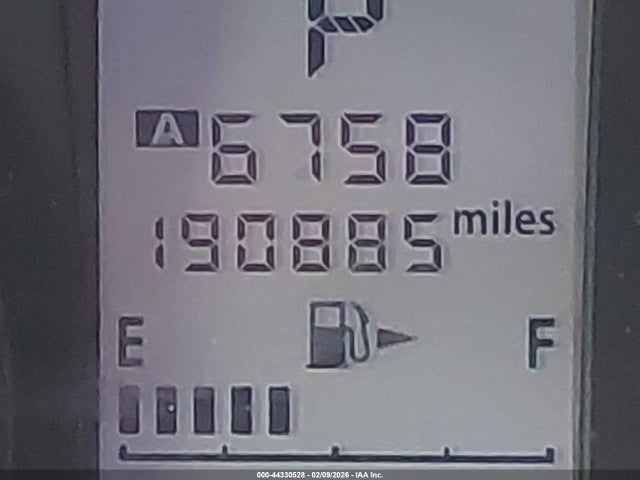 P
A 6758
190885 miles
E F
000-44330528 - 02/09/2026 - IAA Inc.